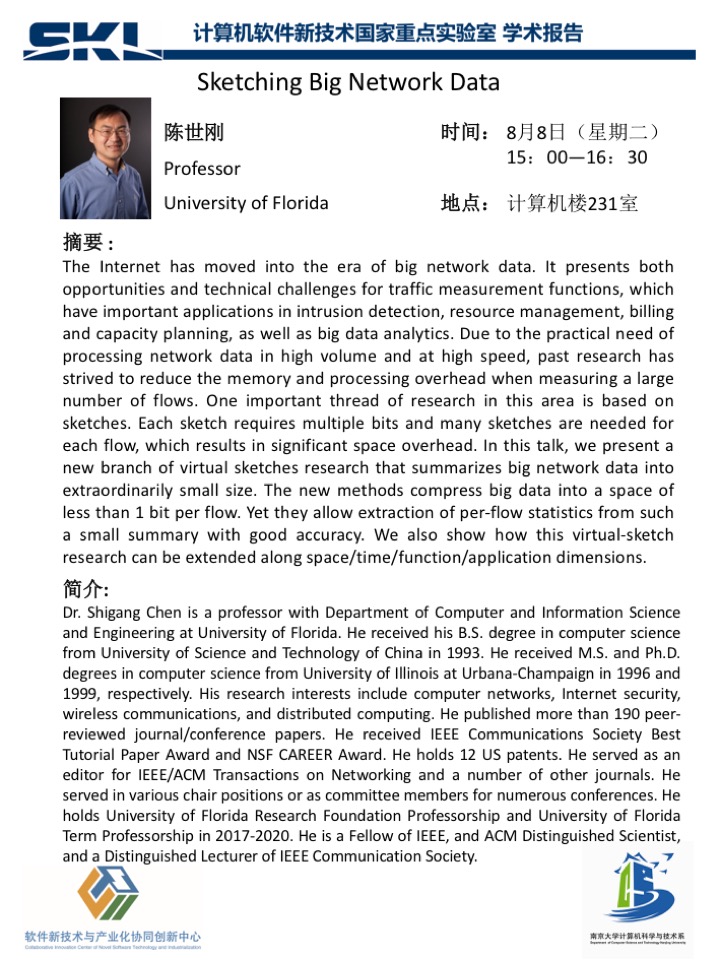 SKL
计算机软件新技术国家重点实验室 学术报告
Sketching Big Network Data
陈世刚
时间： 8月8日（星期二）
15：00—16：30
Professor
University of Florida
地点： 计算机楼231室
摘要：
The Internet has moved into the era of big network data. It presents both
opportunities and technical challenges for traffic measurement functions, which
have important applications in intrusion detection, resource management, billing
and capacity planning, as well as big data analytics. Due to the practical need of
processing network data in high volume and at high speed, past research has
strived to reduce the memory and processing overhead when measuring a large
number of flows. One important thread of research in this area is based on
sketches. Each sketch requires multiple bits and many sketches are needed for
each flow, which results in significant space overhead. In this talk, we present a
new branch of virtual sketches research that summarizes big network data into
extraordinarily small size. The new methods compress big data into a space of
less than 1 bit per flow. Yet they allow extraction of per-flow statistics from such
a small summary with good accuracy. We also show how this virtual-sketch
research can be extended along space/time/function/application dimensions.
简介:
Dr. Shigang Chen is a professor with Department of Computer and Information Science
and Engineering at University of Florida. He received his B.S. degree in computer science
from University of Science and Technology of China in 1993. He received M.S. and Ph.D.
degrees in computer science from University of Illinois at Urbana-Champaign in 1996 and
1999, respectively. His research interests include computer networks, Internet security,
wireless communications, and distributed computing. He published more than 190 peer-
reviewed journal/conference papers. He received IEEE Communications Society Best
Tutorial Paper Award and NSF CAREER Award. He holds 12 US patents. He served as an
editor for IEEE/ACM Transactions on Networking and a number of other journals. He
served in various chair positions or as committee members for numerous conferences. He
holds University of Florida Research Foundation Professorship and University of Florida
Term Professorship in 2017-2020. He is a Fellow of IEEE, and ACM Distinguished Scientist,
and a Distinguished Lecturer of IEEE Communication Society.
软件新技术与产业化协同创新中心
Collaborative Innovation Center of Novel Software Technology and Industrialization
南京大学计算机科学与技术系
Department of Computer Science and Technology Nanjing University